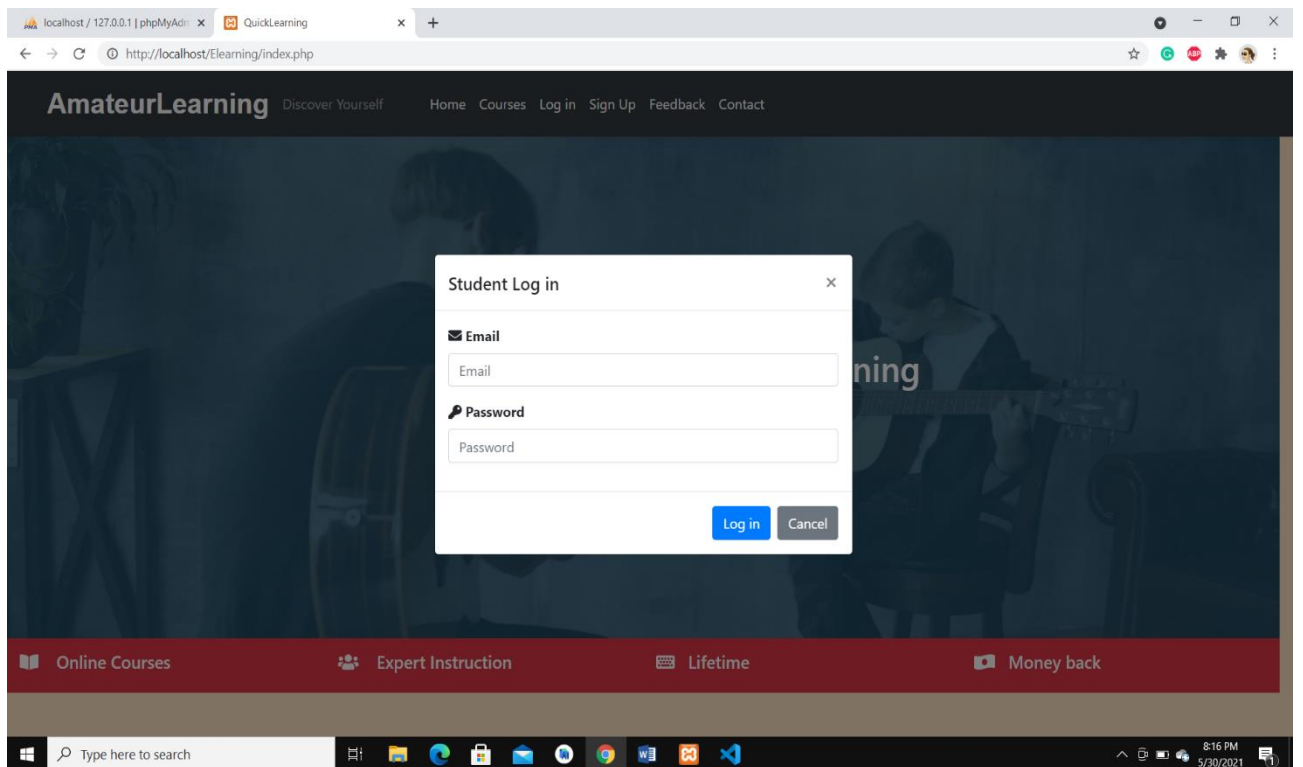 localhost / 127.0.0.1 | phpMyAdm
QuickLearning
http://localhost/Elearning/index.php
ABP
AmateurLearning Discover Yourself Home Courses Log in Sign Up Feedback Contact
Student Log in
Email
Email
ning
Password
Password
Log in Cancel
Online Courses Expert Instruction Lifetime Money back
Type here to search
8:16 PM
5/30/2021